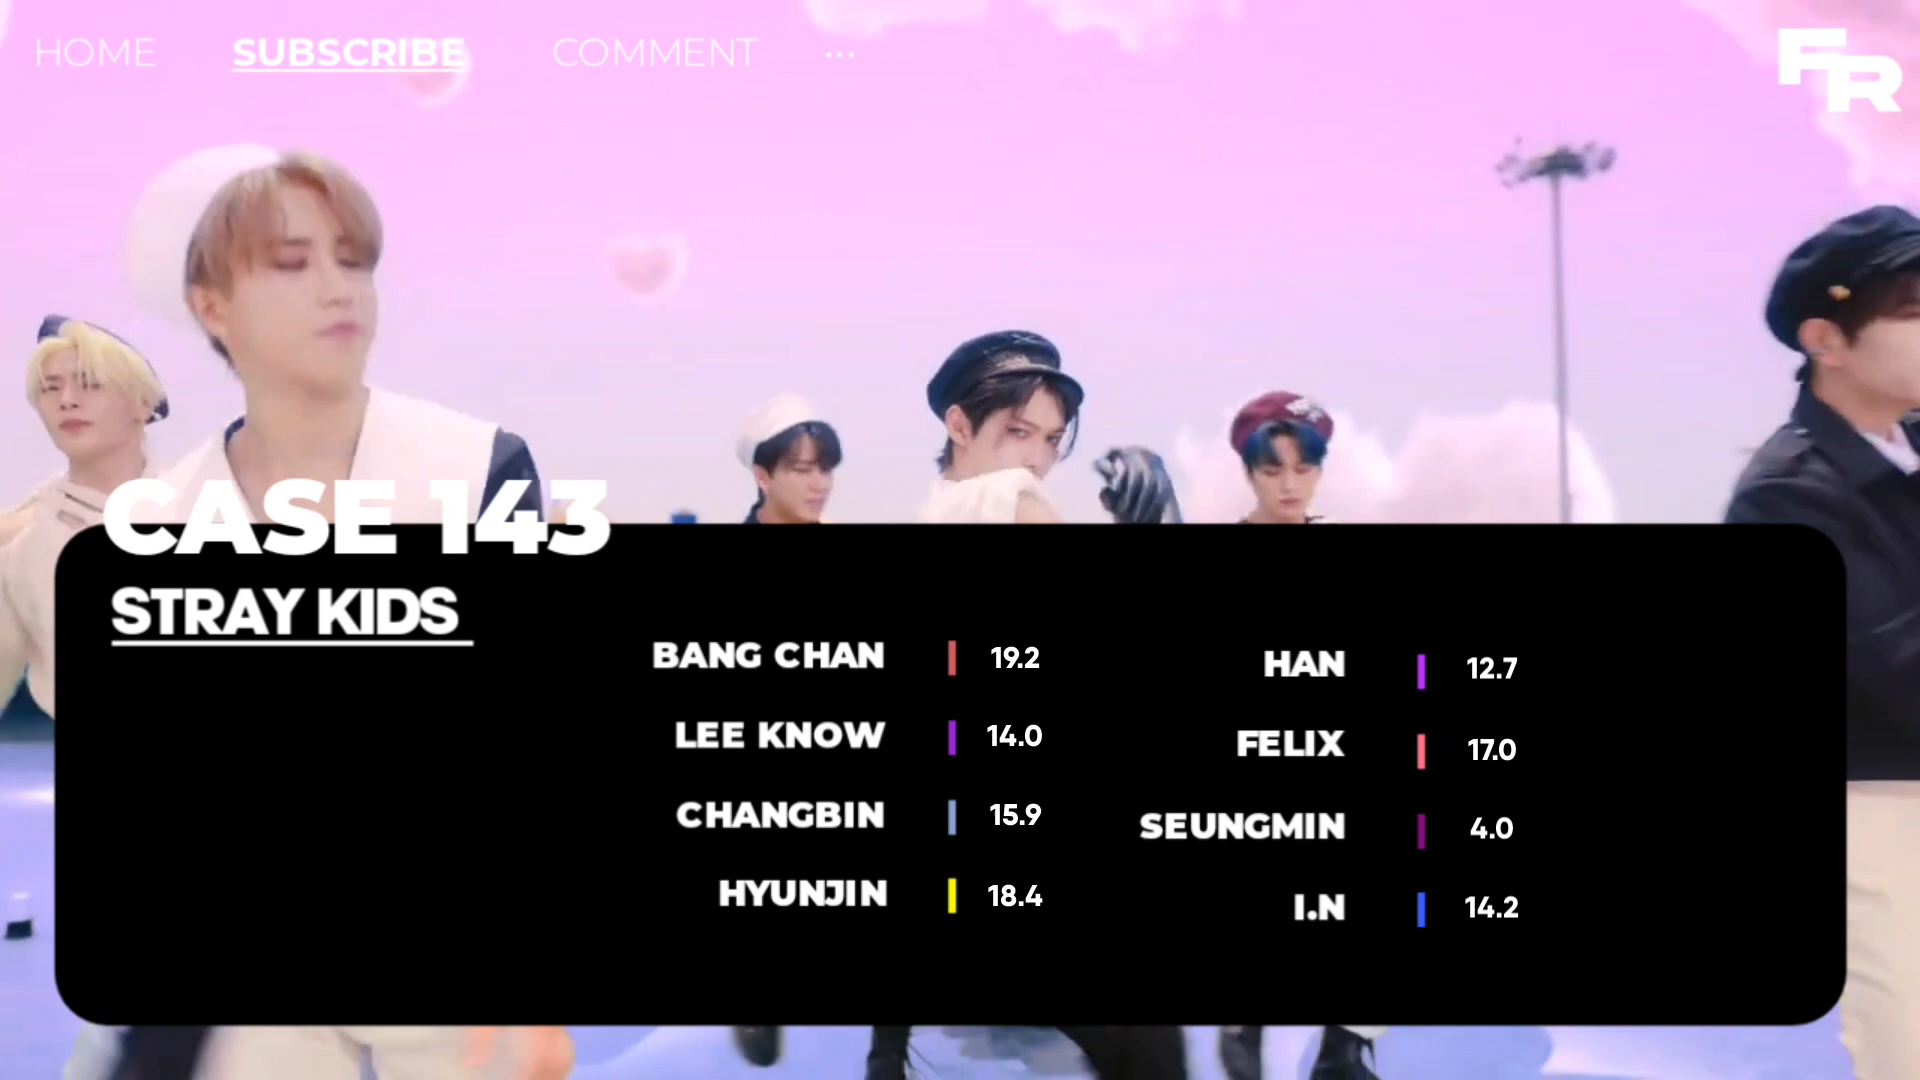 HOME SUBSCRIBE COMMENT ...
FR
CASE 143
STRAY KIDS
BANG CHAN 19.2
LEE KNOW 14.0
CHANGBIN 15.9
HYUNJIN 18.4
HAN 12.7
FELIX 17.0
SEUNGMIN 4.0
I.N 14.2